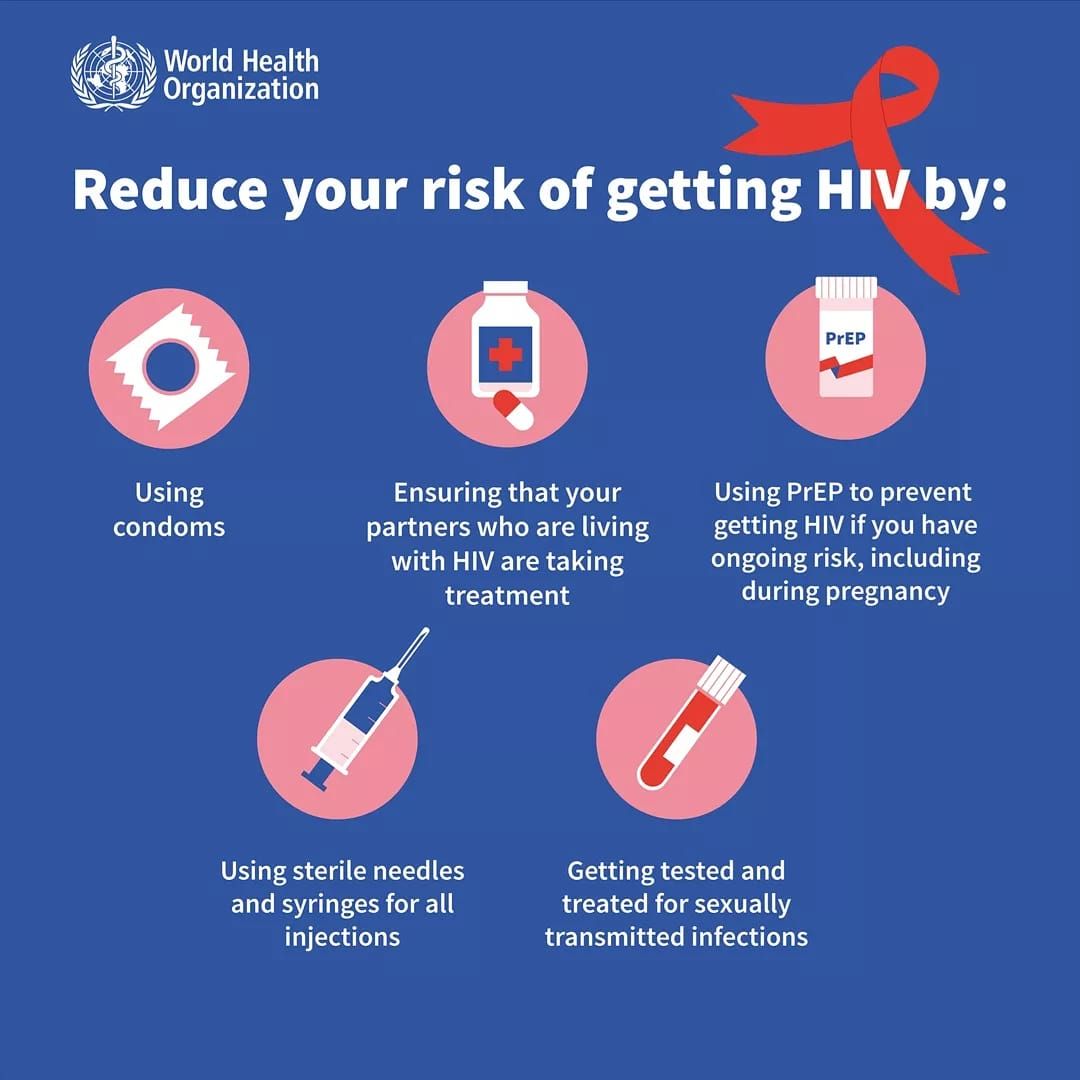 World Health
Organization
Reduce your risk of getting HIV by:
PrEP
Using
condoms
Ensuring that your
partners who are living
with HIV are taking
treatment
Using PrEP to prevent
getting HIV if you have
ongoing risk, including
during pregnancy
Using sterile needles
and syringes for all
injections
Getting tested and
treated for sexually
transmitted infections